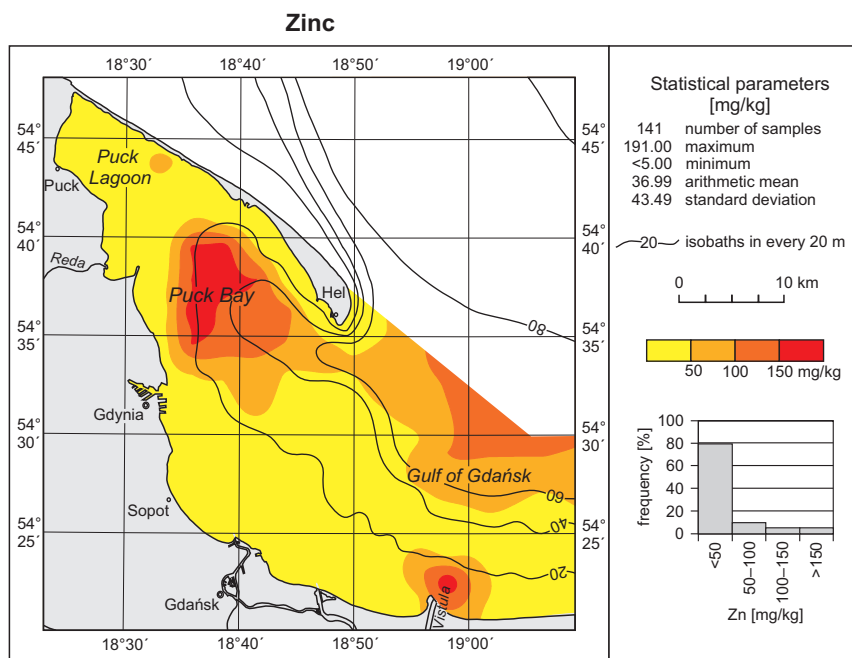 Zinc
18°30´ 18°40´ 18°50´ 19°00´
54°
45´
54°
40´
54°
35´
54°
30´
54°
25´
Puck
Lagoon
Puck
Reda
Puck Bay
Hel
80
Gdynia
Gulf of Gdańsk
60
Sopot
40
20
Gdańsk
Vistula
54°
45´
54°
40´
54°
35´
54°
30´
54°
25´
18°30´ 18°40´ 18°50´ 19°00´
Statistical parameters
[mg/kg]
141 number of samples
191.00 maximum
<5.00 minimum
36.99 arithmetic mean
43.49 standard deviation
20 isobaths in every 20 m
0 10 km
50 100 150 mg/kg
frequency [%]
100
80
60
40
20
0
<50
50–100
100–150
>150
Zn [mg/kg]